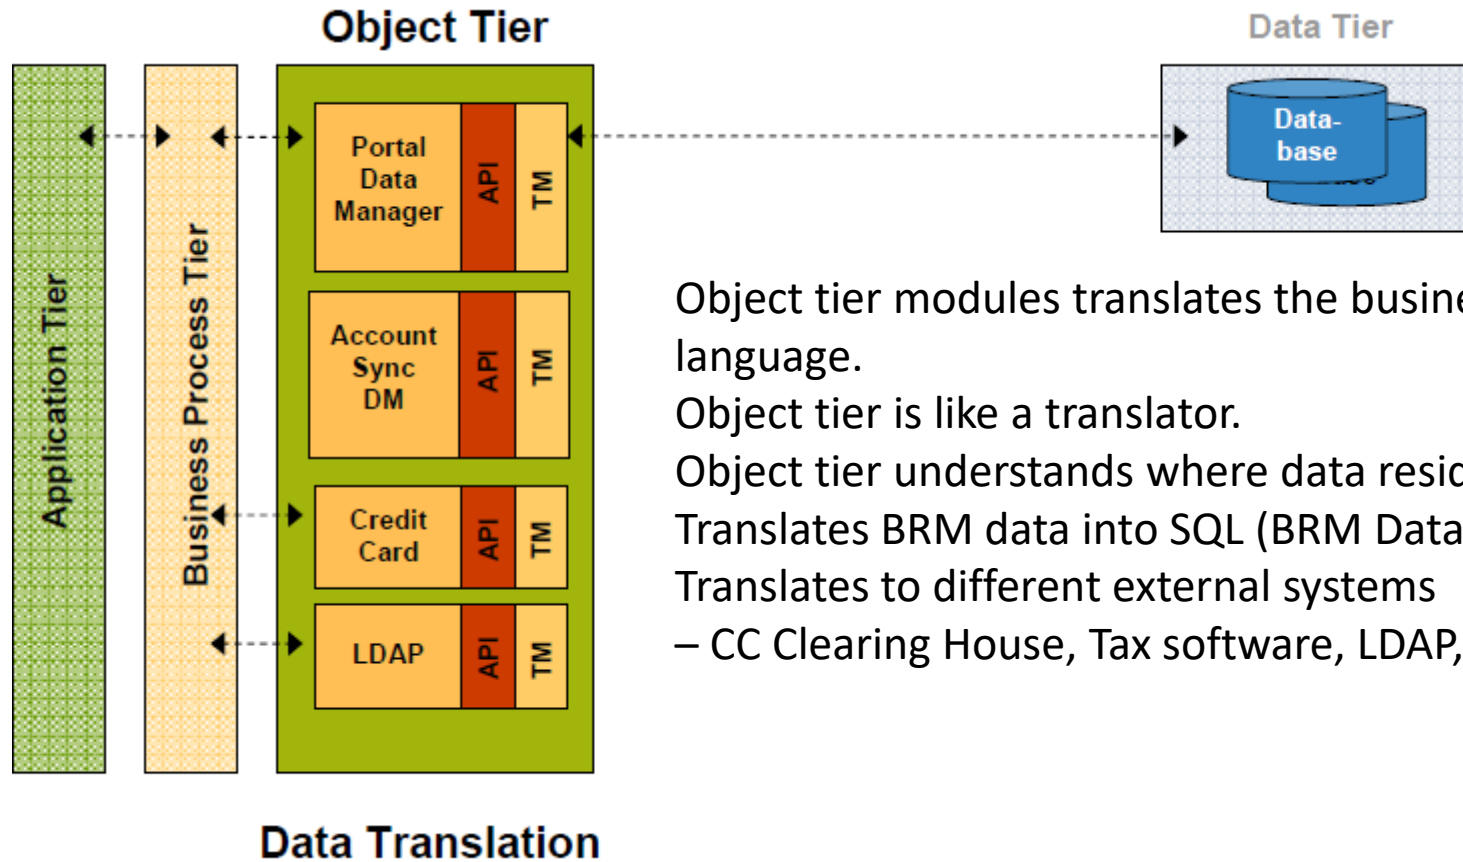 Object Tier
Data Tier
Application Tier
Business Process Tier
Portal
Data
Manager
API
TM
Account
Sync
DM
API
TM
Credit
Card
API
TM
LDAP
API
TM
Data-
base
Object tier modules translates the busine
language.
Object tier is like a translator.
Object tier understands where data resid
Translates BRM data into SQL (BRM Data
Translates to different external systems
– CC Clearing House, Tax software, LDAP,
Data Translation